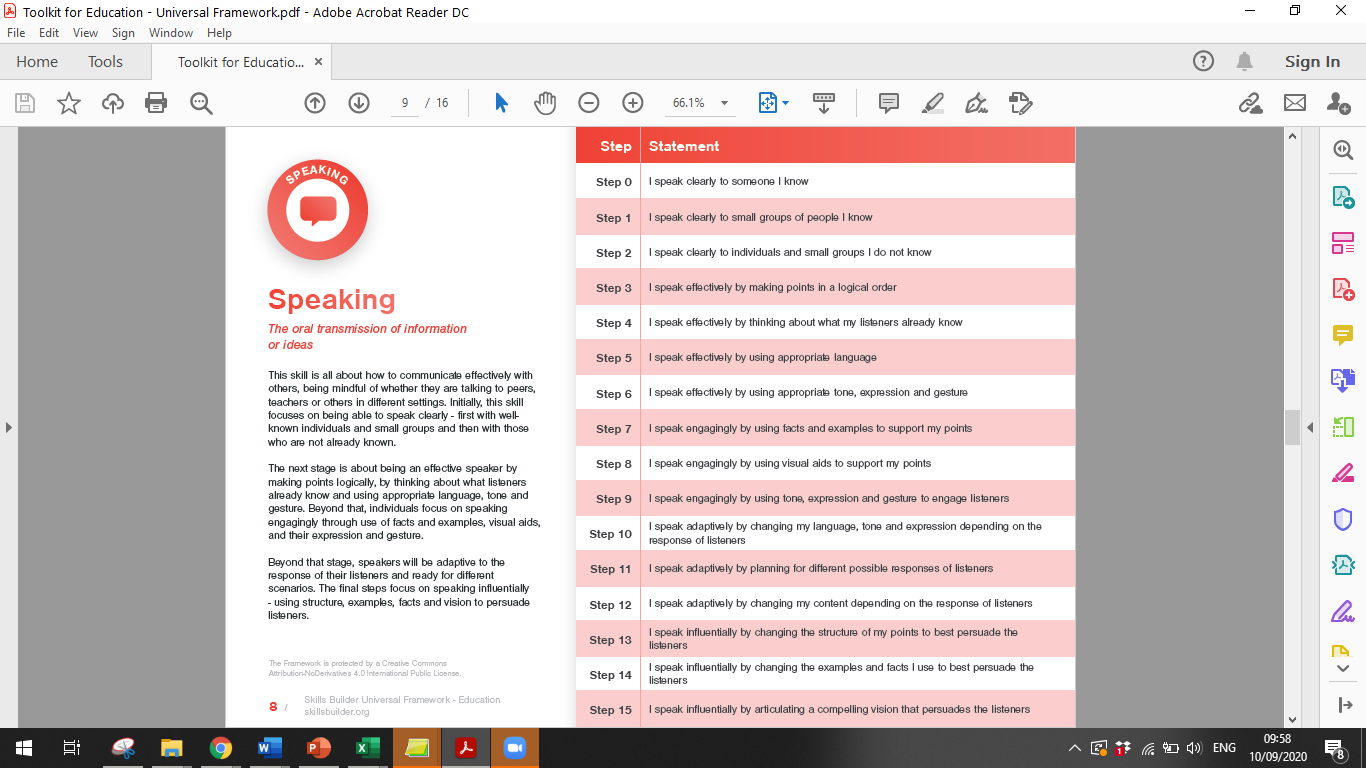 Toolkit for Education - Universal Framework.pdf - Adobe Acrobat Reader DC
File Edit View Sign Window Help
Home Tools Toolkit for Educatio... × Sign In
9 / 16 66.1%
SPEAKING
Speaking
The oral transmission of information
or ideas
This skill is all about how to communicate effectively with
others, being mindful of whether they are talking to peers,
teachers or others in different settings. Initially, this skill
focuses on being able to speak clearly - first with well-
known individuals and small groups and then with those
who are not already known.
The next stage is about being an effective speaker by
making points logically, by thinking about what listeners
already know and using appropriate language, tone and
gesture. Beyond that, individuals focus on speaking
engagingly through use of facts and examples, visual aids,
and their expression and gesture.
Beyond that stage, speakers will be adaptive to the
response of their listeners and ready for different
scenarios. The final steps focus on speaking influentially
- using structure, examples, facts and vision to persuade
listeners.
The Framework is protected by a Creative Commons
Attribution-NoDerivatives 4.0 International Public License.
8 / Skills Builder Universal Framework - Education
skillsbuilder.org
Step Statement
Step 0 I speak clearly to someone I know
Step 1 I speak clearly to small groups of people I know
Step 2 I speak clearly to individuals and small groups I do not know
Step 3 I speak effectively by making points in a logical order
Step 4 I speak effectively by thinking about what my listeners already know
Step 5 I speak effectively by using appropriate language
Step 6 I speak effectively by using appropriate tone, expression and gesture
Step 7 I speak engagingly by using facts and examples to support my points
Step 8 I speak engagingly by using visual aids to support my points
Step 9 I speak engagingly by using tone, expression and gesture to engage listeners
Step 10 I speak adaptively by changing my language, tone and expression depending on the
response of listeners
Step 11 I speak adaptively by planning for different possible responses of listeners
Step 12 I speak adaptively by changing my content depending on the response of listeners
Step 13 I speak influentially by changing the structure of my points to best persuade the
listeners
Step 14 I speak influentially by changing the examples and facts I use to best persuade the
listeners
Step 15 I speak influentially by articulating a compelling vision that persuades the listeners
ENG 09:58
10/09/2020 8